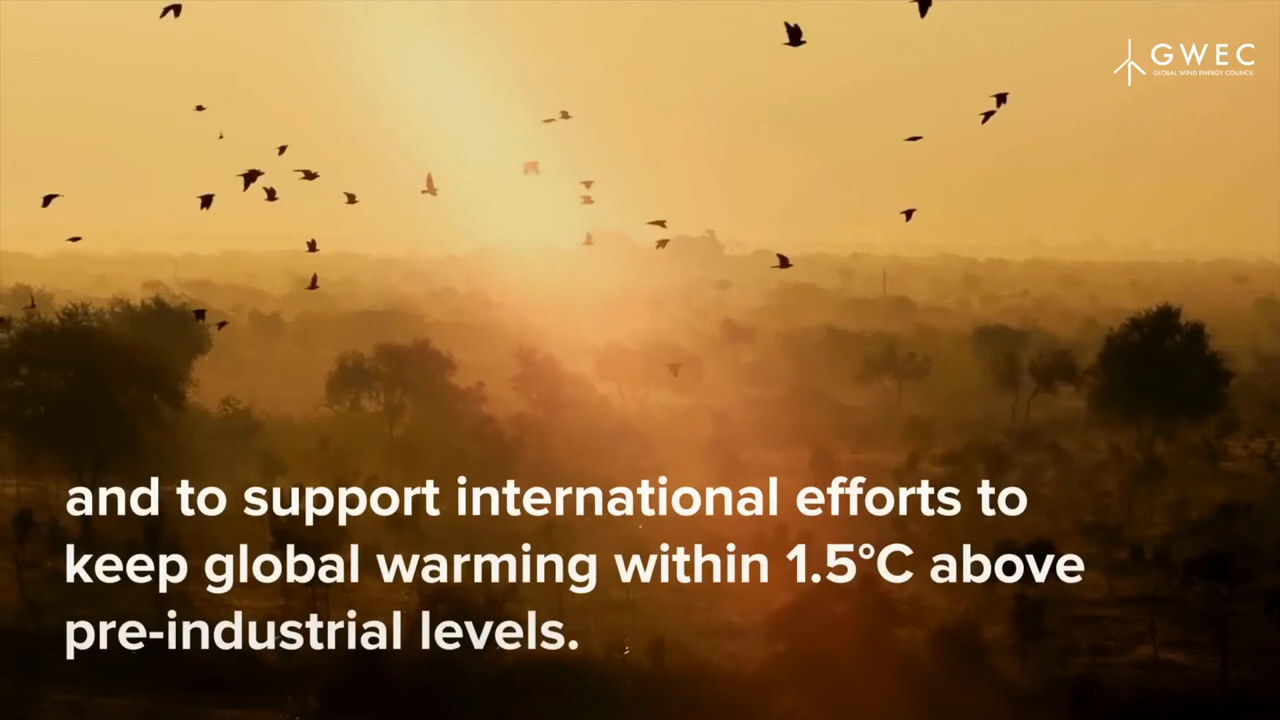 GWEC
GLOBAL WIND ENERGY COUNCIL
and to support international efforts to
keep global warming within 1.5°C above
pre-industrial levels.